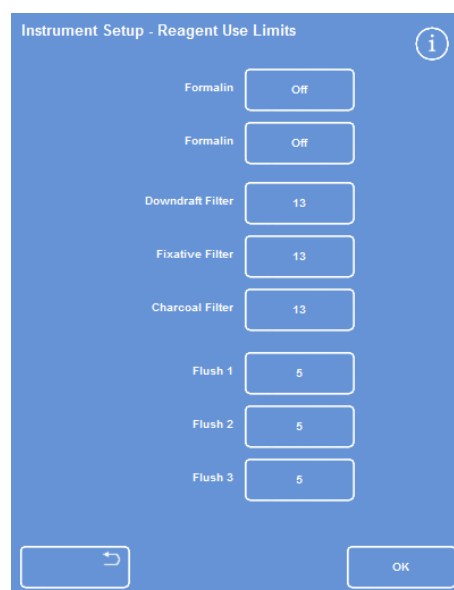 Instrument Setup - Reagent Use Limits
i
Formalin Off
Formalin Off
Downdraft Filter 13
Fixative Filter 13
Charcoal Filter 13
Flush 1 5
Flush 2 5
Flush 3 5
OK